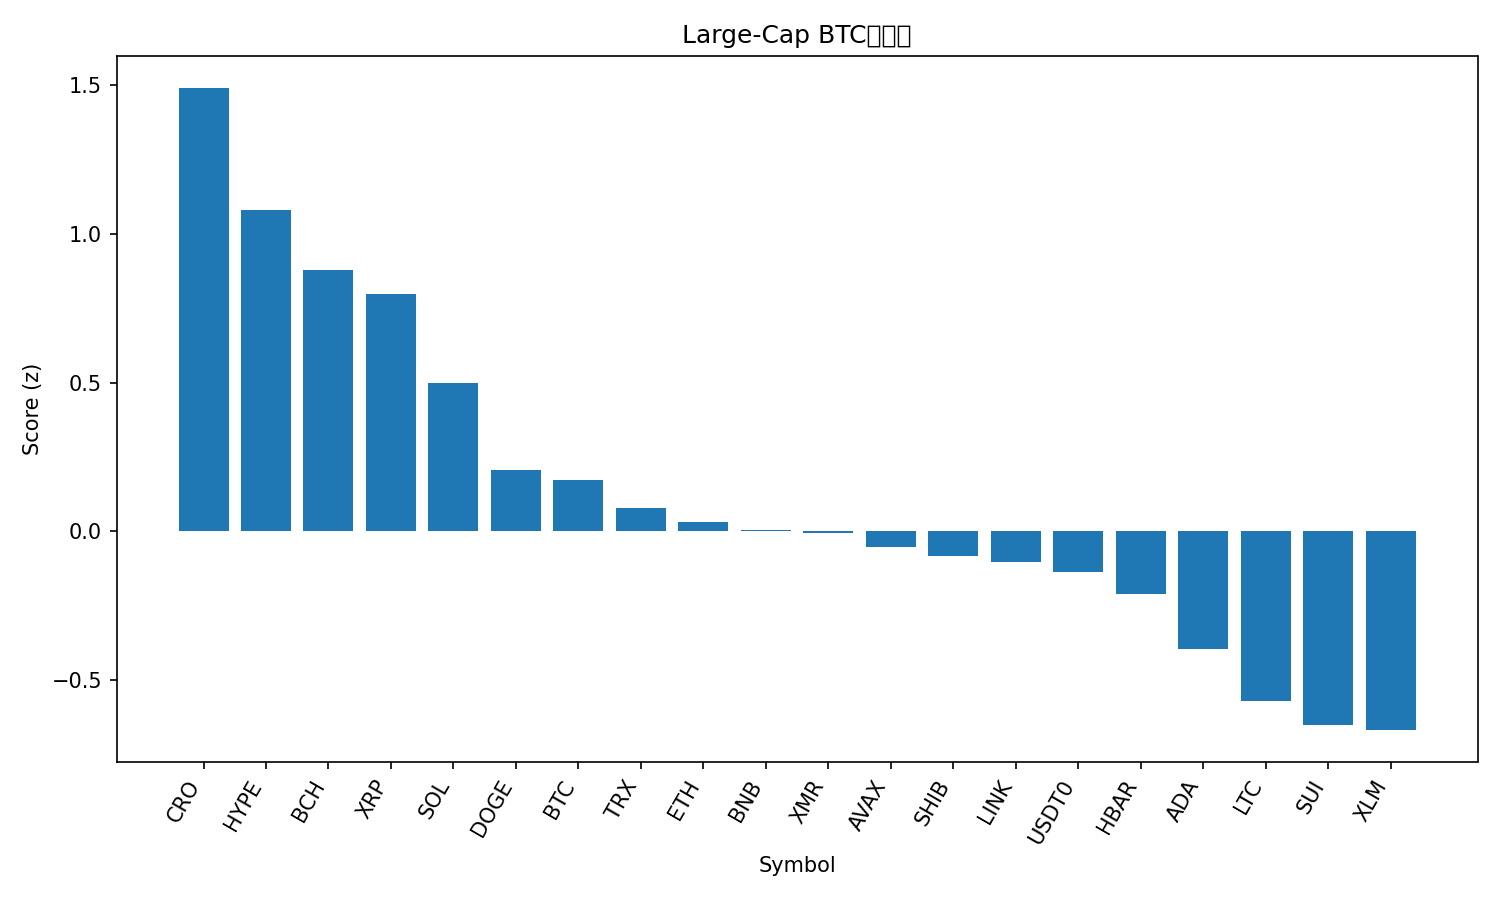 Large-Cap BTC
1.5
1.0
0.5
0.0
−0.5
Score (z)
CRO
HYPE
BCH
XRP
SOL
DOGE
BTC
TRX
ETH
BNB
XMR
AVAX
SHIB
LINK
USDT0
HBAR
ADA
LTC
SUI
XLM
Symbol